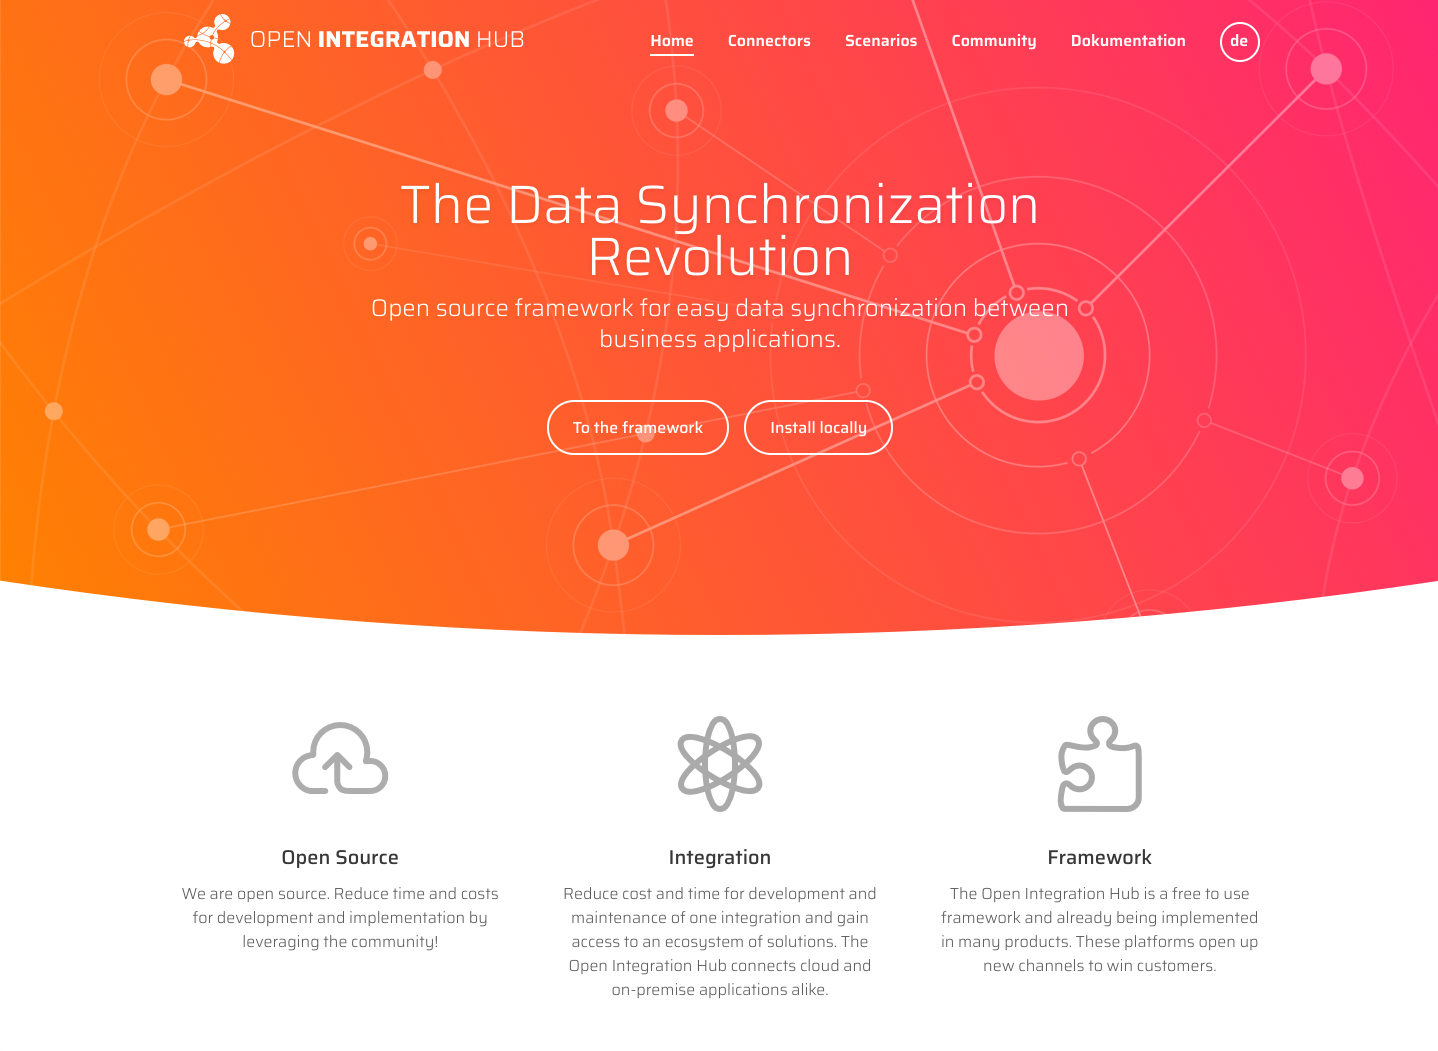 OPEN INTEGRATION HUB
Home Connectors Scenarios Community Dokumentation de
The Data Synchronization
Revolution
Open source framework for easy data synchronization between
business applications.
To the framework Install locally
Open Source
We are open source. Reduce time and costs
for development and implementation by
leveraging the community!
Integration
Reduce cost and time for development and
maintenance of one integration and gain
access to an ecosystem of solutions. The
Open Integration Hub connects cloud and
on-premise applications alike.
Framework
The Open Integration Hub is a free to use
framework and already being implemented
in many products. These platforms open up
new channels to win customers.